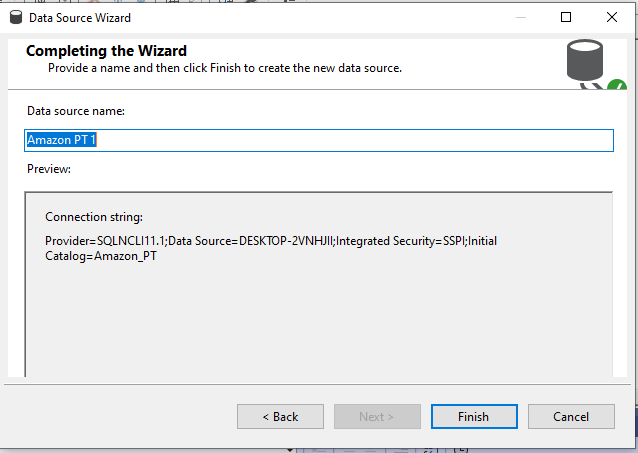 Data Source Wizard
Completing the Wizard
Provide a name and then click Finish to create the new data source.
Data source name:
Amazon PT 1
Preview:
Connection string:
Provider=SQLNCLI11.1;Data Source=DESKTOP-2VNHJII;Integrated Security=SSPI;Initial
Catalog=Amazon_PT
< Back
Next >
Finish
Cancel